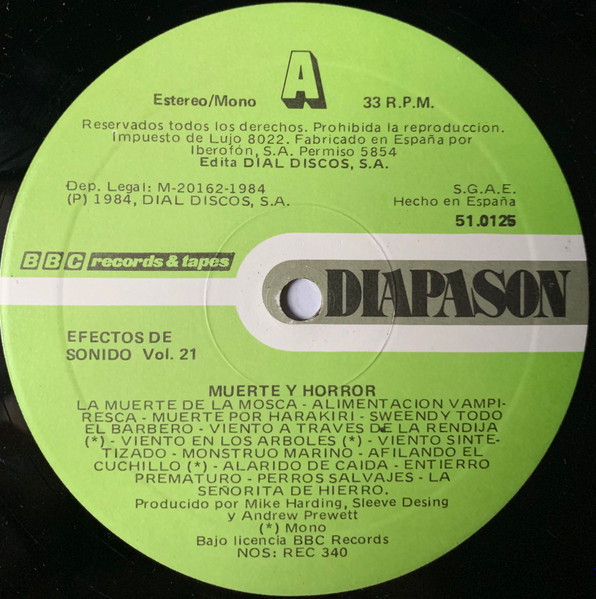 A
Estereo/Mono 33 R.P.M.
Reservados todos los derechos. Prohibida la reproduccion.
Impuesto de Lujo 8022. Fabricado en España por
Iberofón, S.A. Permiso 5854
Edita DIAL DISCOS, S.A.
Dep. Legal: M-20162-1984 S.G.A.E.
(P) 1984, DIAL DISCOS, S.A. Hecho en España
51.0125
BBC records & tapes
DIAPASON
EFECTOS DE
SONIDO Vol. 21
MUERTE Y HORROR
LA MUERTE DE LA MOSCA - ALIMENTACION VAMPI-
RESCA - MUERTE POR HARAKIRI - SWEENDY TODO
EL BARBERO - VIENTO A TRAVES DE LA RENDIJA
(*) - VIENTO EN LOS ARBOLES (*) - VIENTO SINTE-
TIZADO - MONSTRUO MARINO - AFILANDO EL
CUCHILLO (*) - ALARIDO DE CAIDA - ENTIERRO
PREMATURO - PERROS SALVAJES - LA
SEÑORITA DE HIERRO.
Producido por Mike Harding, Sleeve Desing
y Andrew Prewett
(*) Mono
Bajo licencia BBC Records
NOS: REC 340